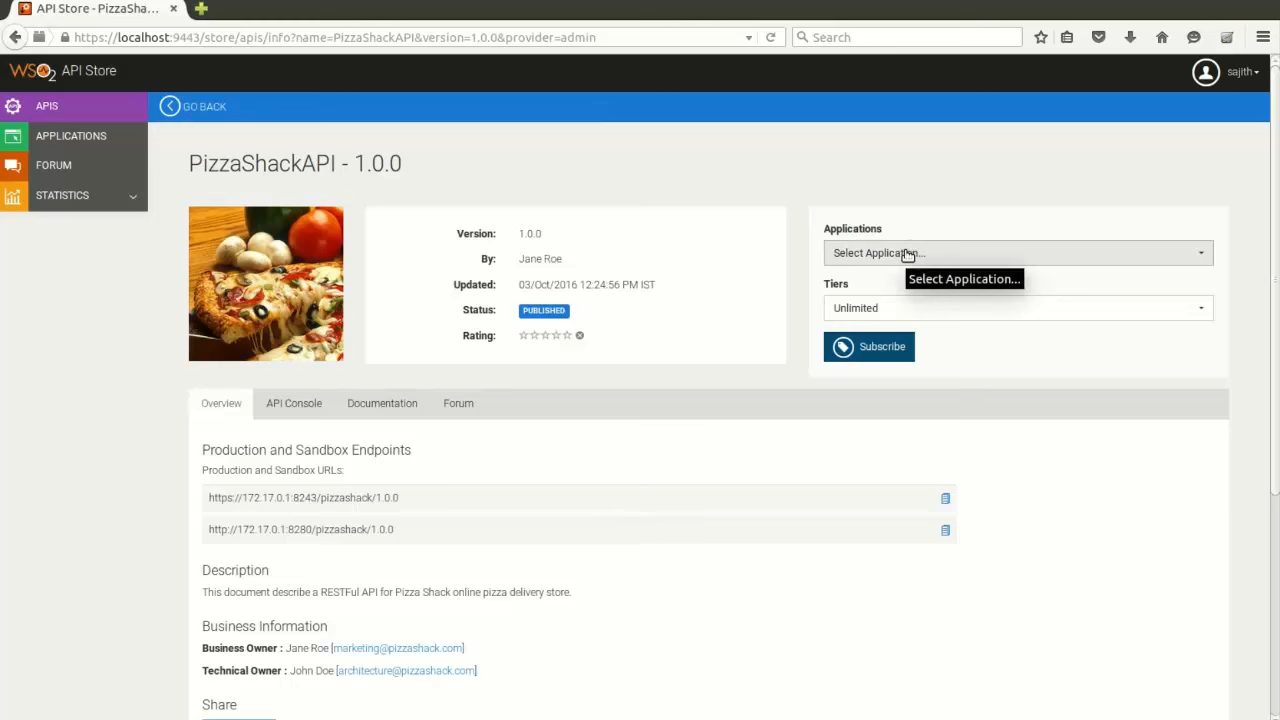 API Store - PizzaSha...
https://localhost:9443/store/apis/info?name=PizzaShackAPI&version=1.0.0&provider=admin
Search
WSO2 API Store
sajith
APIS
GO BACK
APPLICATIONS
FORUM
STATISTICS
PizzaShackAPI - 1.0.0
Version: 1.0.0
By: Jane Roe
Updated: 03/Oct/2016 12:24:56 PM IST
Status: PUBLISHED
Rating:
Applications
Select Application...
Select Application...
Tiers
Unlimited
Subscribe
Overview API Console Documentation Forum
Production and Sandbox Endpoints
Production and Sandbox URLs:
https://172.17.0.1:8243/pizzashack/1.0.0
http://172.17.0.1:8280/pizzashack/1.0.0
Description
This document describe a RESTFul API for Pizza Shack online pizza delivery store.
Business Information
Business Owner : Jane Roe [marketing@pizzashack.com]
Technical Owner : John Doe [architecture@pizzashack.com]
Share